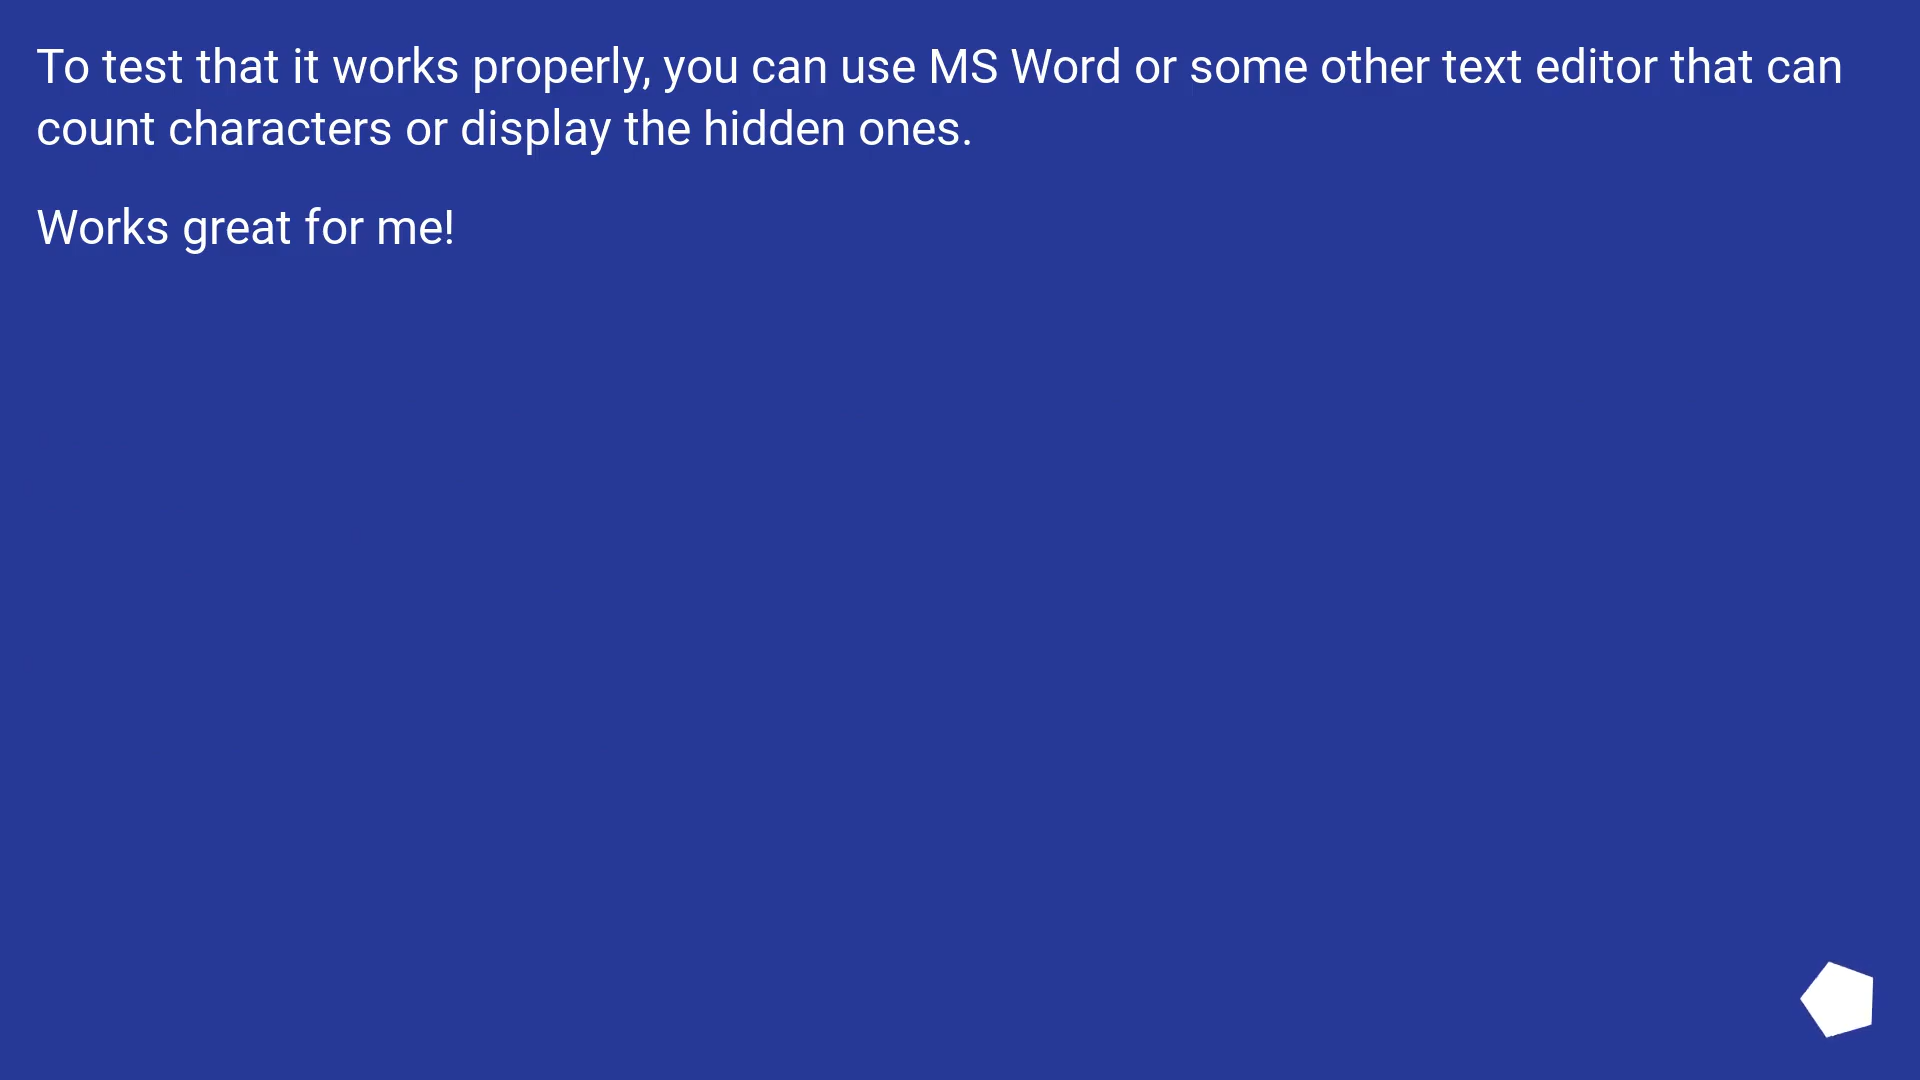 To test that it works properly, you can use MS Word or some other text editor that can
count characters or display the hidden ones.
Works great for me!